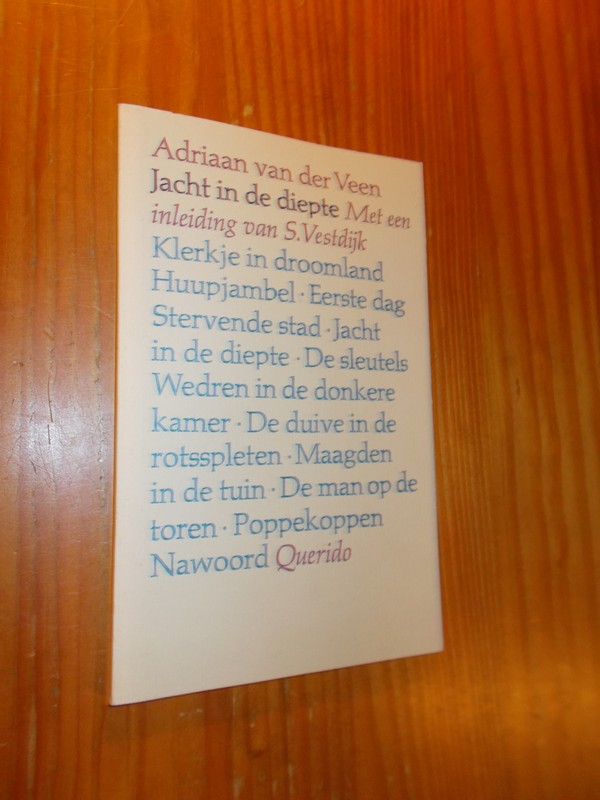 Adriaan van der Veen
Jacht in de diepte Met een
inleiding van S. Vestdijk
Klerkje in droomland
Huupjambel · Eerste dag
Stervende stad · Jacht
in de diepte · De sleutels
Wedren in de donkere
kamer · De duive in de
rotsspleten · Maagden
in de tuin · De man op de
toren · Poppekoppen
Nawoord Querido